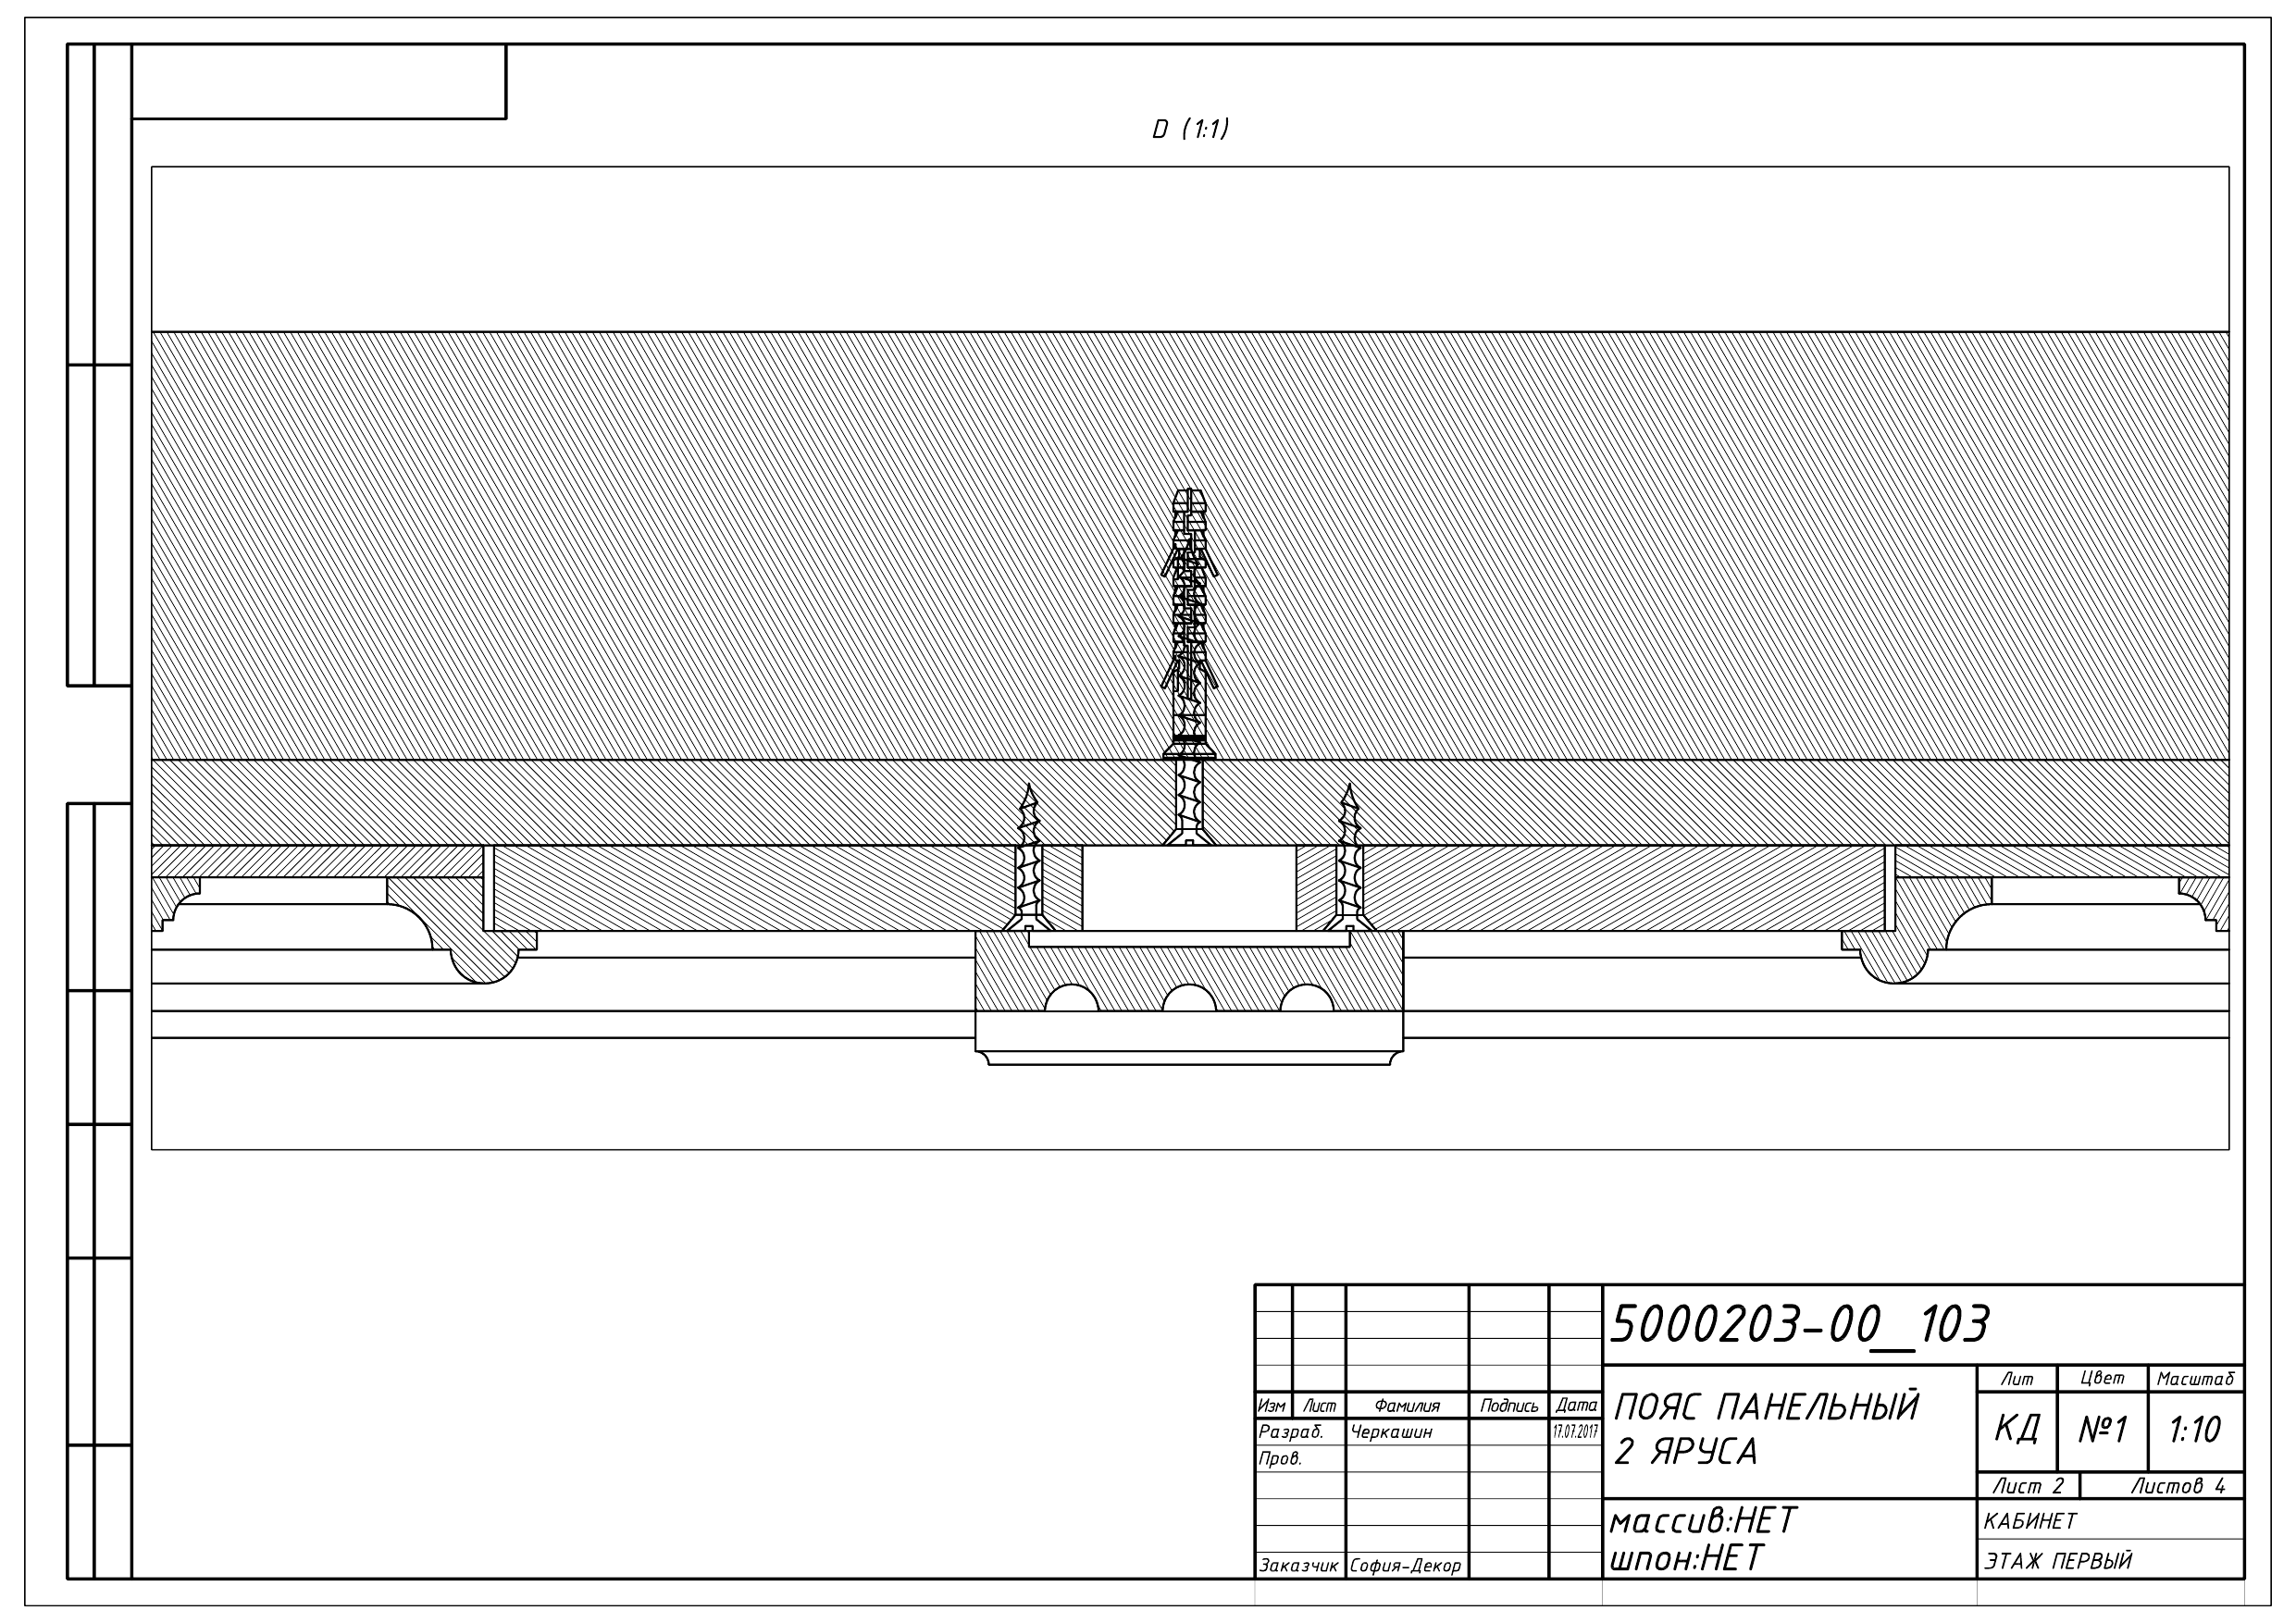 D (1:1)
5000203-00__103
Лит Цвет Масштаб
Изм Лист Фамилия Подпись Дата
ПОЯС ПАНЕЛЬНЫЙ
2 ЯРУСА
КД №1 1:10
Разраб. Черкашин 17.07.2017
Пров.
Лист 2 Листов 4
массив:НЕТ
шпон:НЕТ
КАБИНЕТ
ЭТАЖ ПЕРВЫЙ
Заказчик София-Декор